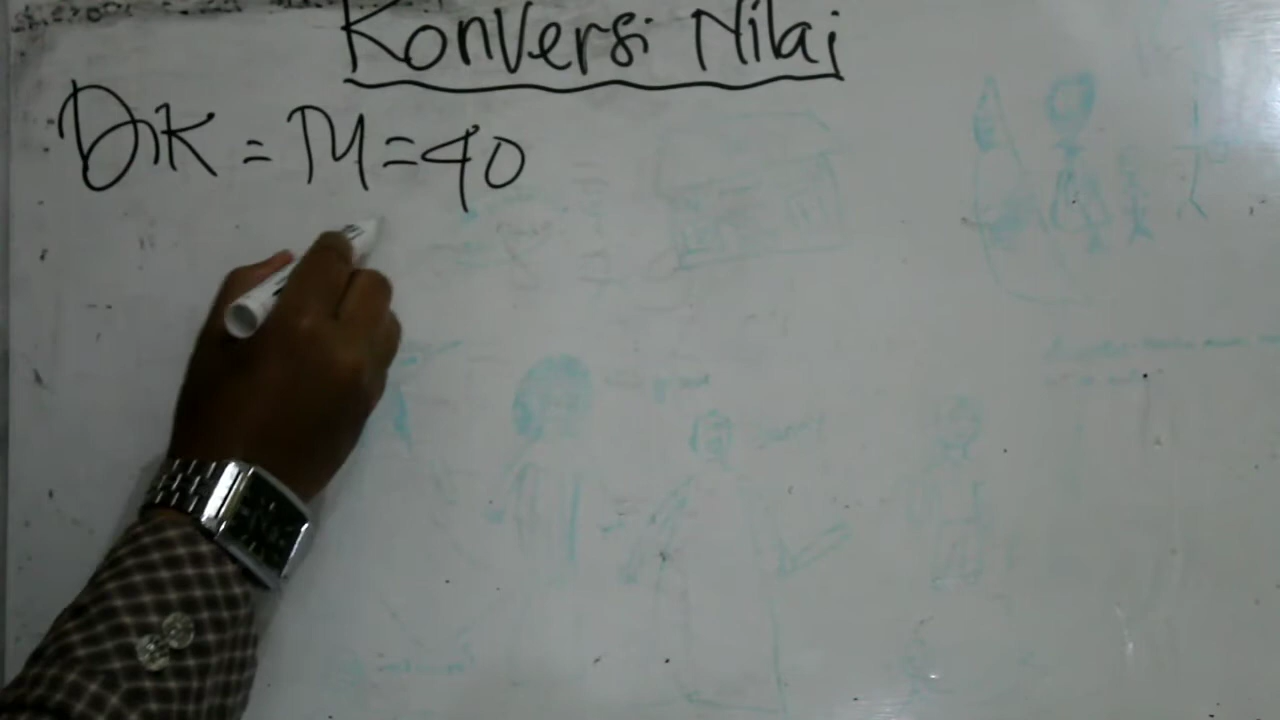 Konversi Nilai
Dik = M = 40